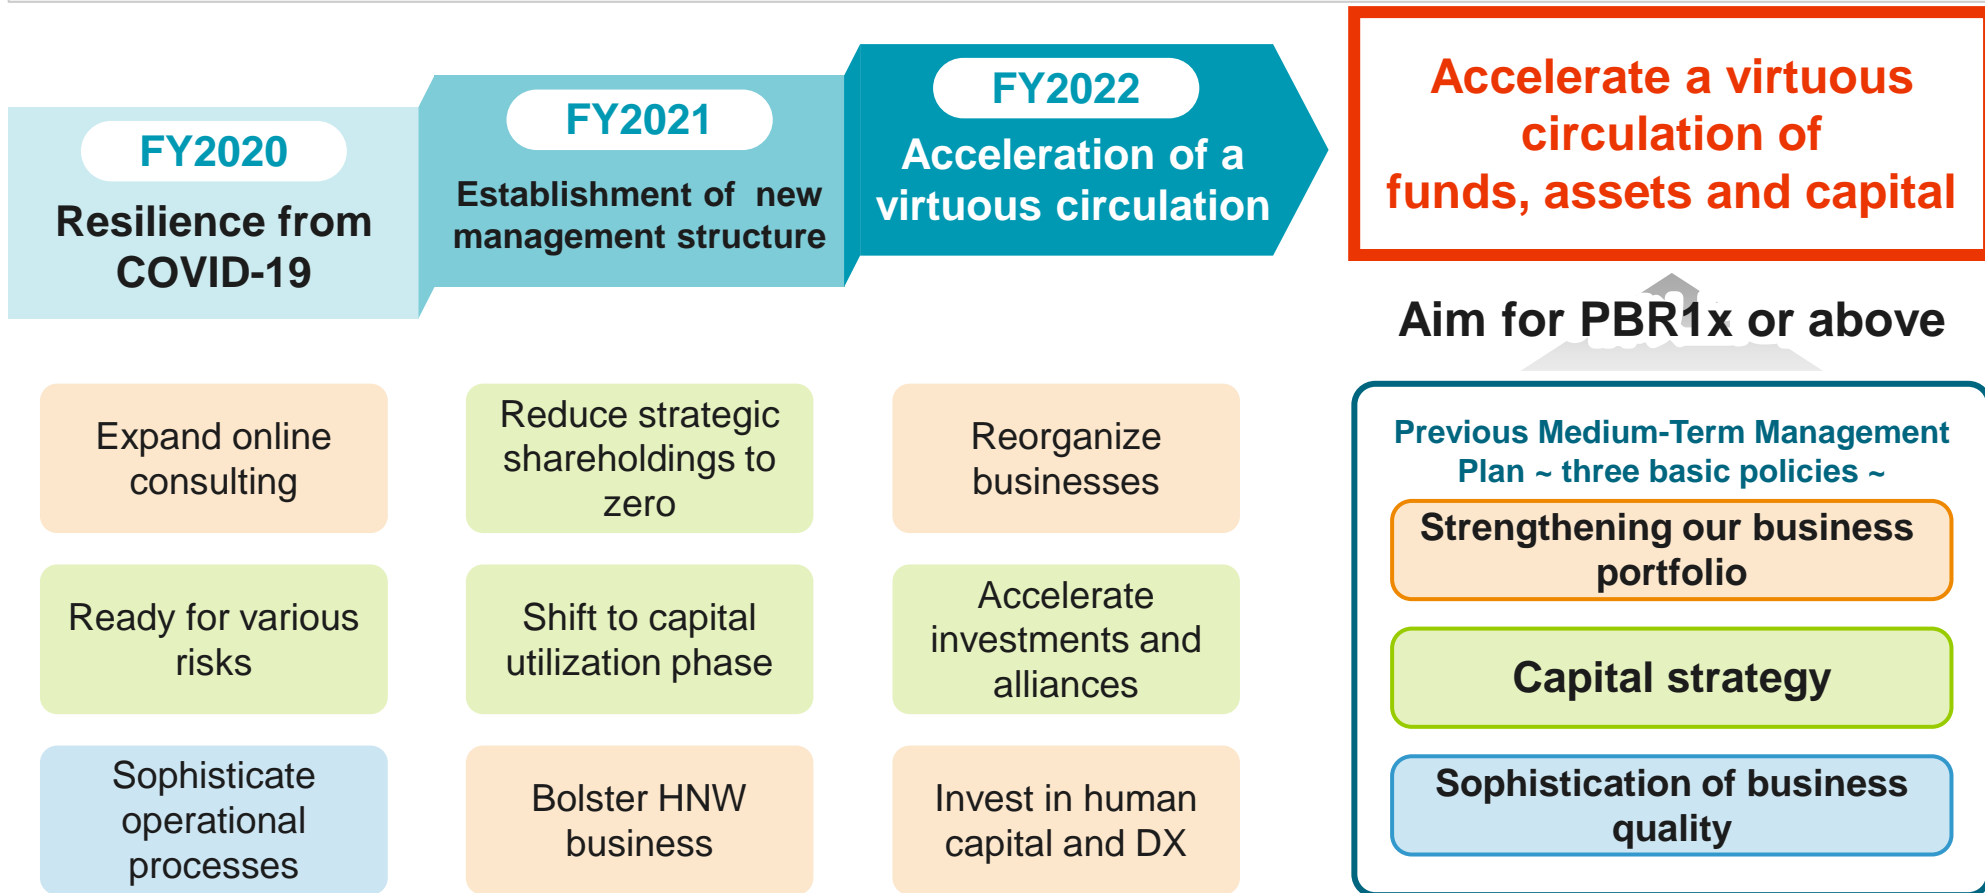 FY2020
Resilience from
COVID-19
FY2021
Establishment of new
management structure
FY2022
Acceleration of a
virtuous circulation
Accelerate a virtuous
circulation of
funds, assets and capital
Aim for PBR1x or above
Expand online
consulting
Ready for various
risks
Sophisticate
operational
processes
Reduce strategic
shareholdings to
zero
Shift to capital
utilization phase
Bolster HNW
business
Reorganize
businesses
Accelerate
investments and
alliances
Invest in human
capital and DX
Previous Medium-Term Management
Plan ~ three basic policies ~
Strengthening our business
portfolio
Capital strategy
Sophistication of business
quality